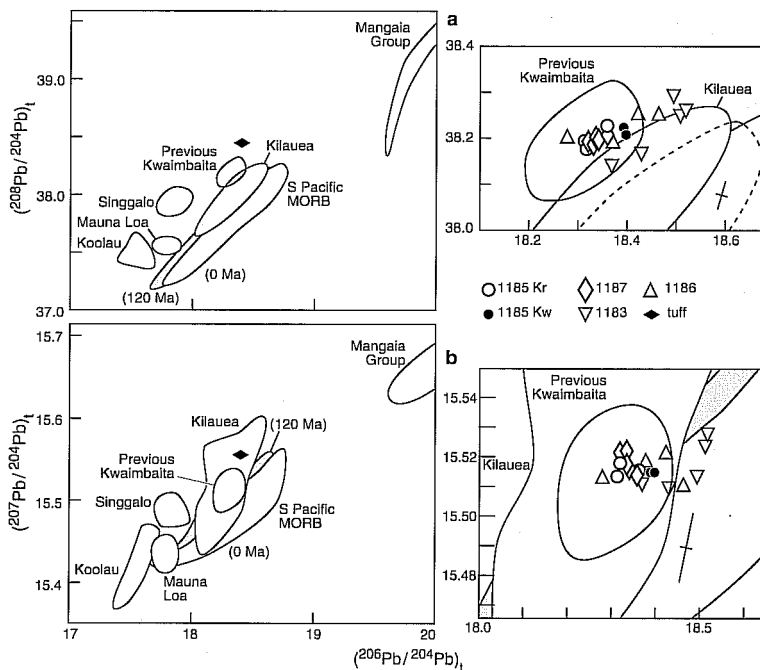 Mangaia
Group
39.0
(208Pb/204Pb)t
Previous
Kwaimbaita
Kilauea
38.0
Singgalo
S Pacific
MORB
Mauna Loa
Koolau
(0 Ma)
(120 Ma)
37.0
a
38.4
Previous
Kwaimbaita
Kilauea
38.2
38.0
18.2
18.4
18.6
1185 Kr
1187
1186
1185 Kw
1183
tuff
15.7
Mangaia
Group
15.6
Kilauea
(120 Ma)
Previous
Kwaimbaita
(207Pb/204Pb)t
15.5
Singgalo
S Pacific
MORB
(0 Ma)
15.4
Koolau
Mauna
Loa
17
18
19
20
(206Pb/204Pb)t
b
Previous
Kwaimbaita
15.54
Kilauea
15.52
15.50
15.48
15.46
18.0
18.5